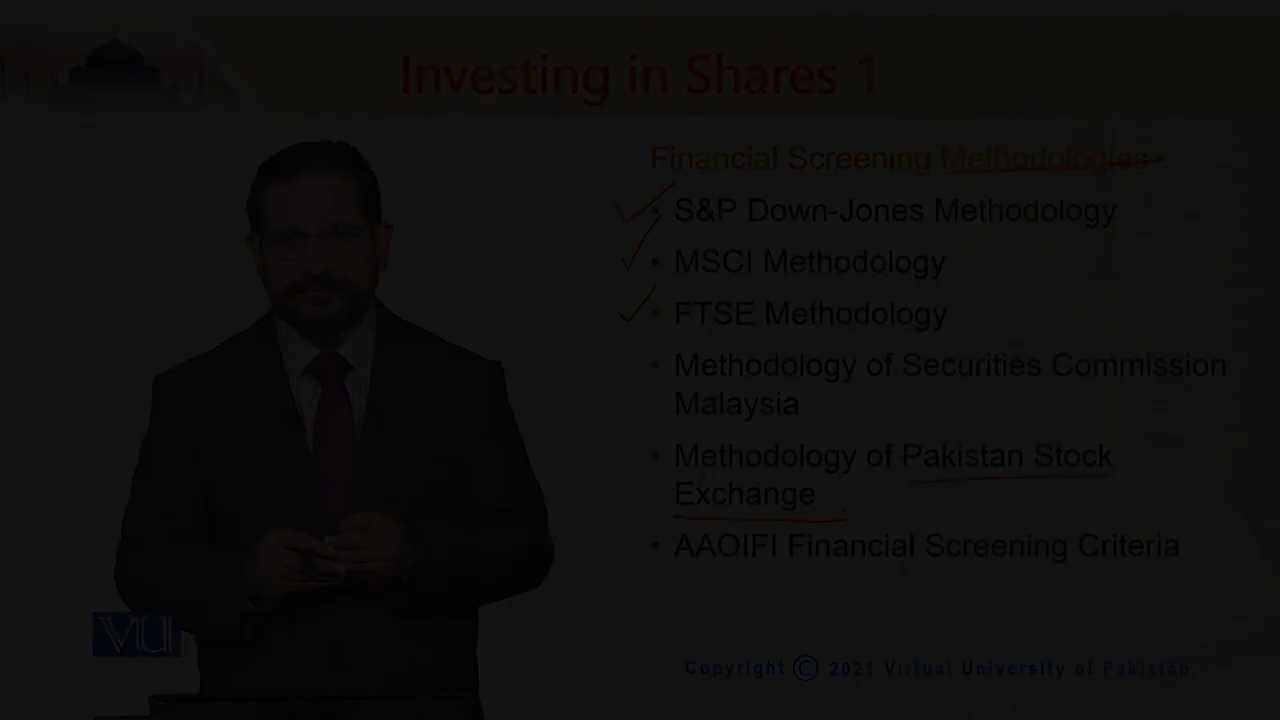 Investing in Shares 1
Financial Screening Methodologies
• S&P Down-Jones Methodology
• MSCI Methodology
• FTSE Methodology
• Methodology of Securities Commission
Malaysia
• Methodology of Pakistan Stock
Exchange
• AAOIFI Financial Screening Criteria
VU
Copyright © 2021 Virtual University of Pakistan